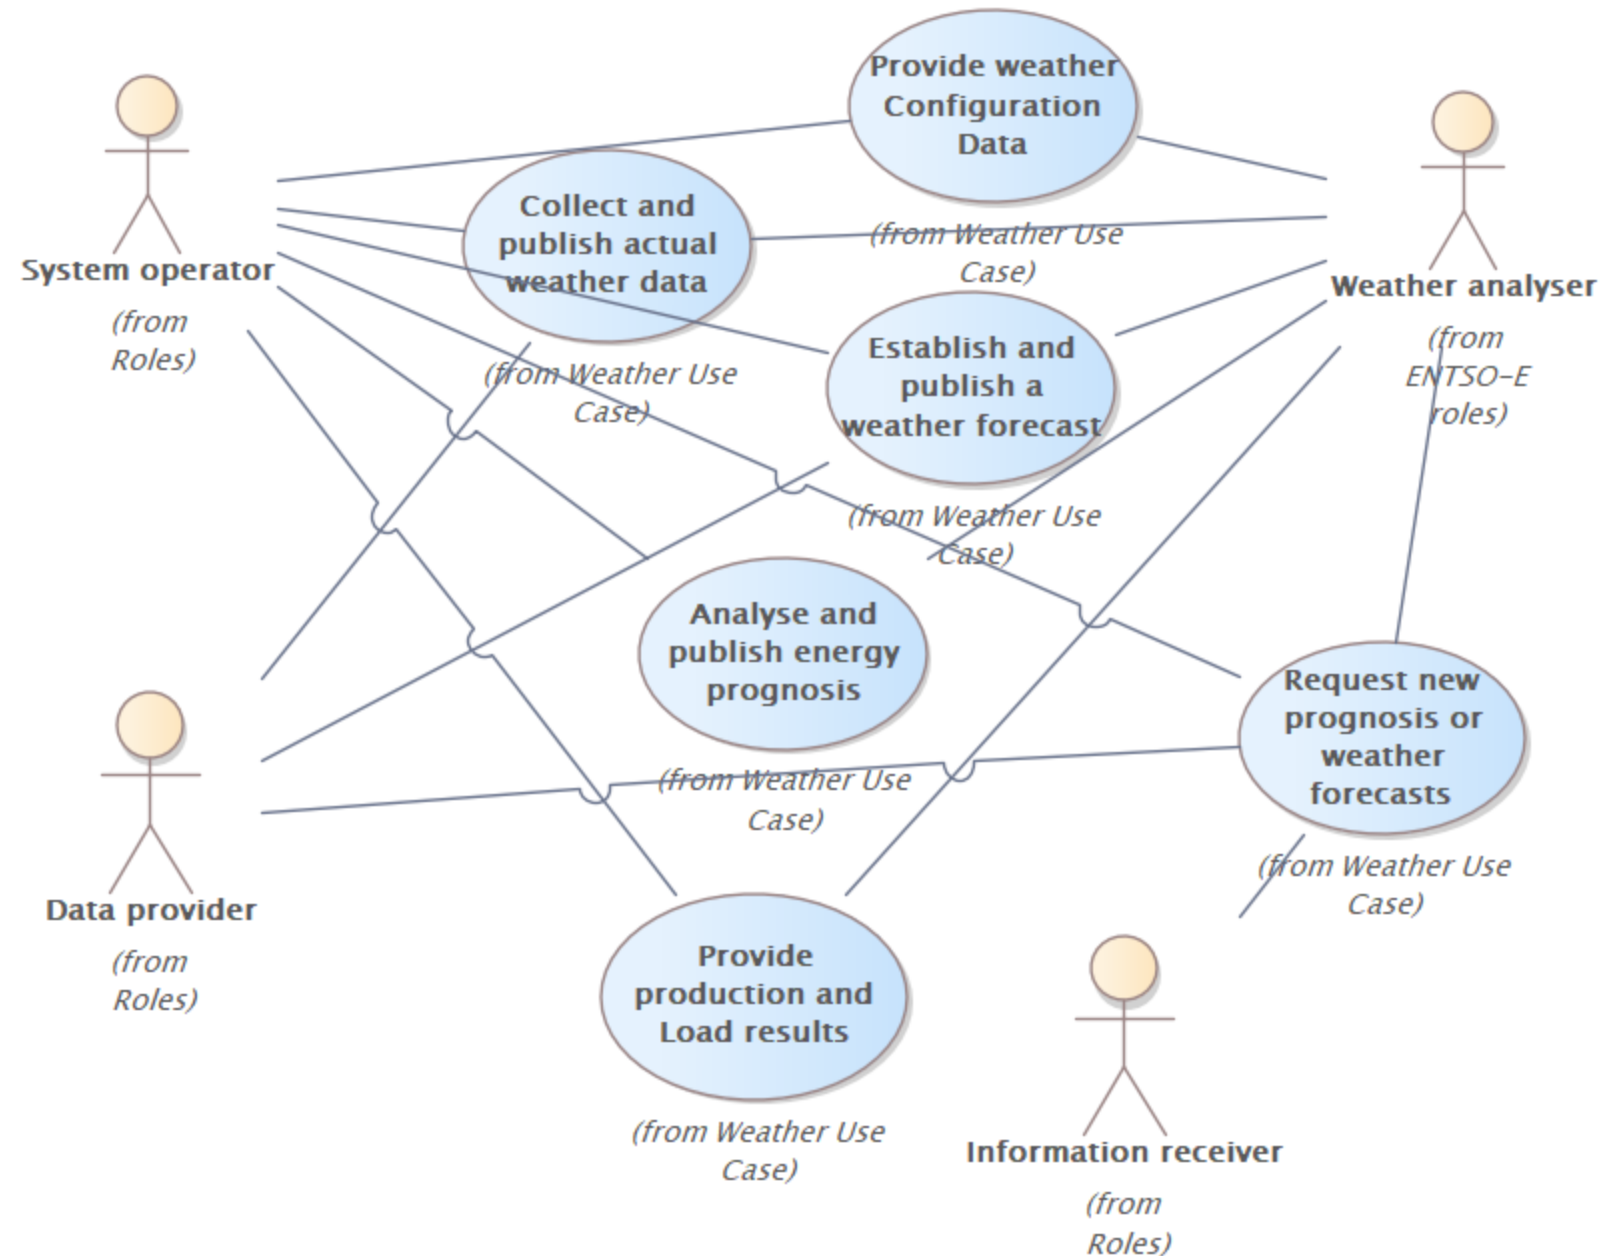 Provide weather
Configuration
Data
(from Weather Use
Case)
Collect and
publish actual
weather data
(from Weather Use
Case)
System operator
(from
Roles)
Weather analyser
(from
ENTSO-E
roles)
Establish and
publish a
weather forecast
(from Weather Use
Case)
Analyse and
publish energy
prognosis
(from Weather Use
Case)
Request new
prognosis or
weather
forecasts
(from Weather Use
Case)
Data provider
(from
Roles)
Provide
production and
Load results
(from Weather Use
Case)
Information receiver
(from
Roles)